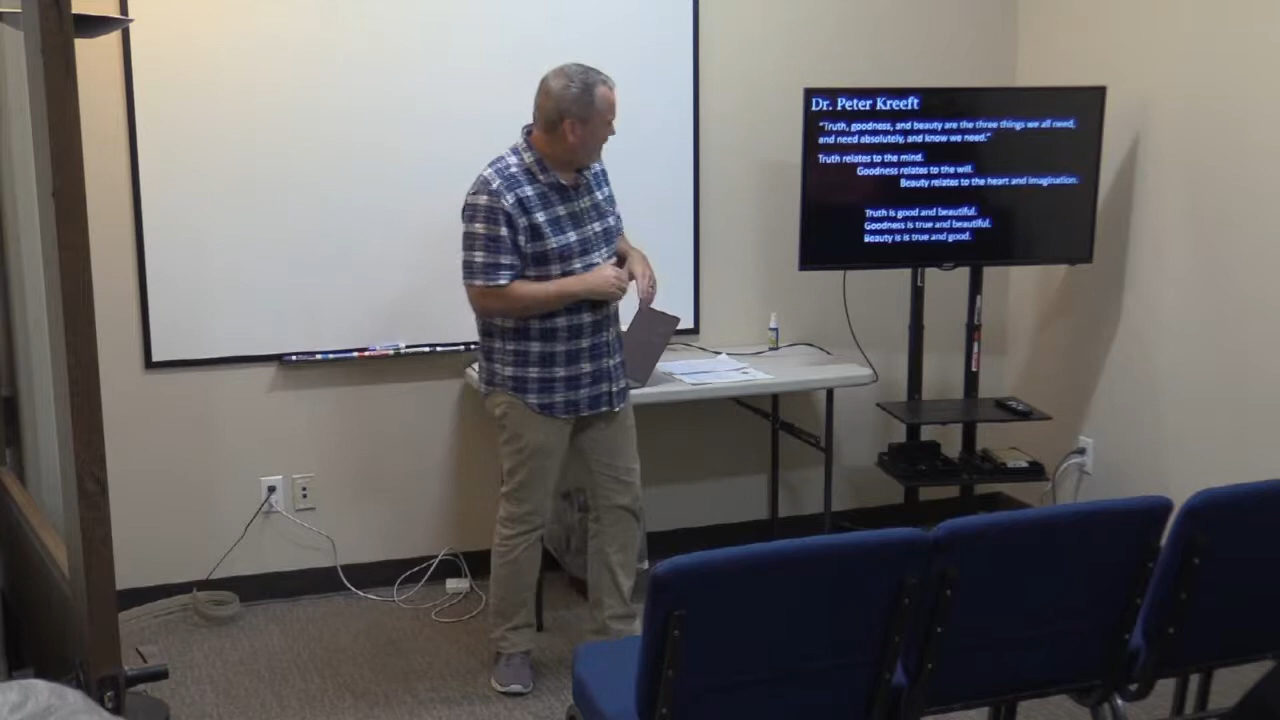 Dr. Peter Kreeft
"Truth, goodness, and beauty are the three things we all need,
and need absolutely, and know we need."
Truth relates to the mind.
Goodness relates to the will.
Beauty relates to the heart and imagination.
Truth is good and beautiful.
Goodness is true and beautiful.
Beauty is is true and good.